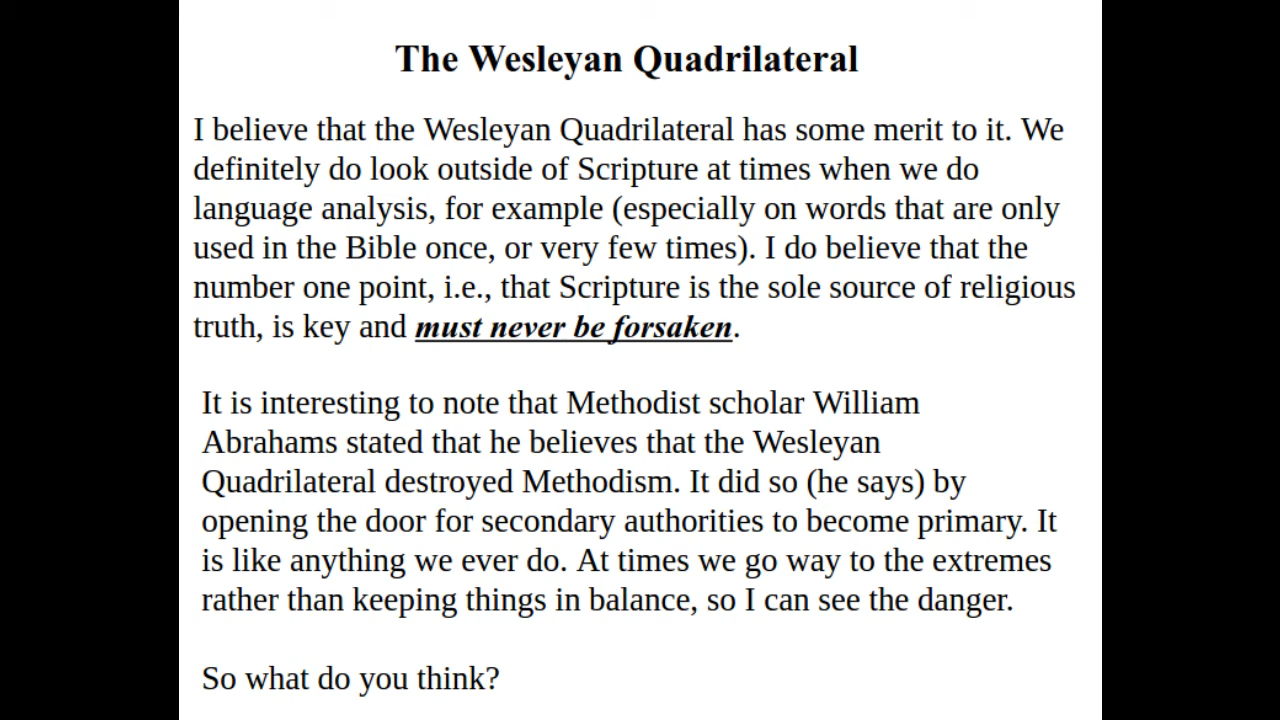 The Wesleyan Quadrilateral
I believe that the Wesleyan Quadrilateral has some merit to it. We
definitely do look outside of Scripture at times when we do
language analysis, for example (especially on words that are only
used in the Bible once, or very few times). I do believe that the
number one point, i.e., that Scripture is the sole source of religious
truth, is key and must never be forsaken.
It is interesting to note that Methodist scholar William
Abrahams stated that he believes that the Wesleyan
Quadrilateral destroyed Methodism. It did so (he says) by
opening the door for secondary authorities to become primary. It
is like anything we ever do. At times we go way to the extremes
rather than keeping things in balance, so I can see the danger.
So what do you think?